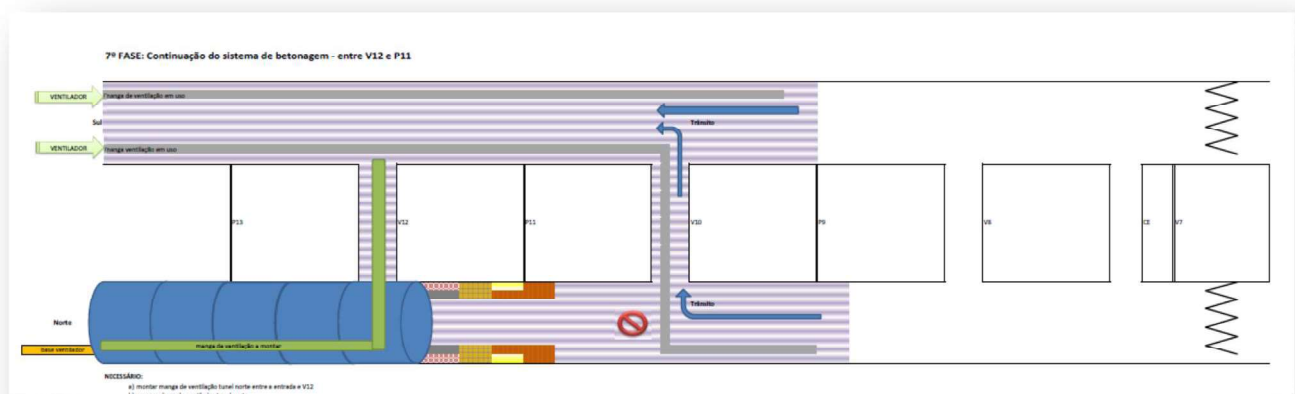 7º FASE: Continuação do sistema de betonagem - entre V12 e P11
VENTILADOR
manga de ventilação em uso
Sul
Trânsito
VENTILADOR
manga ventilação em uso
P13
V12
P11
V10
P9
V8
CE
V7
Trânsito
Norte
base ventilador
manga de ventilação a montar
NECESSÁRIO:
a) montar manga de ventilação tunel norte entre a entrada e V12